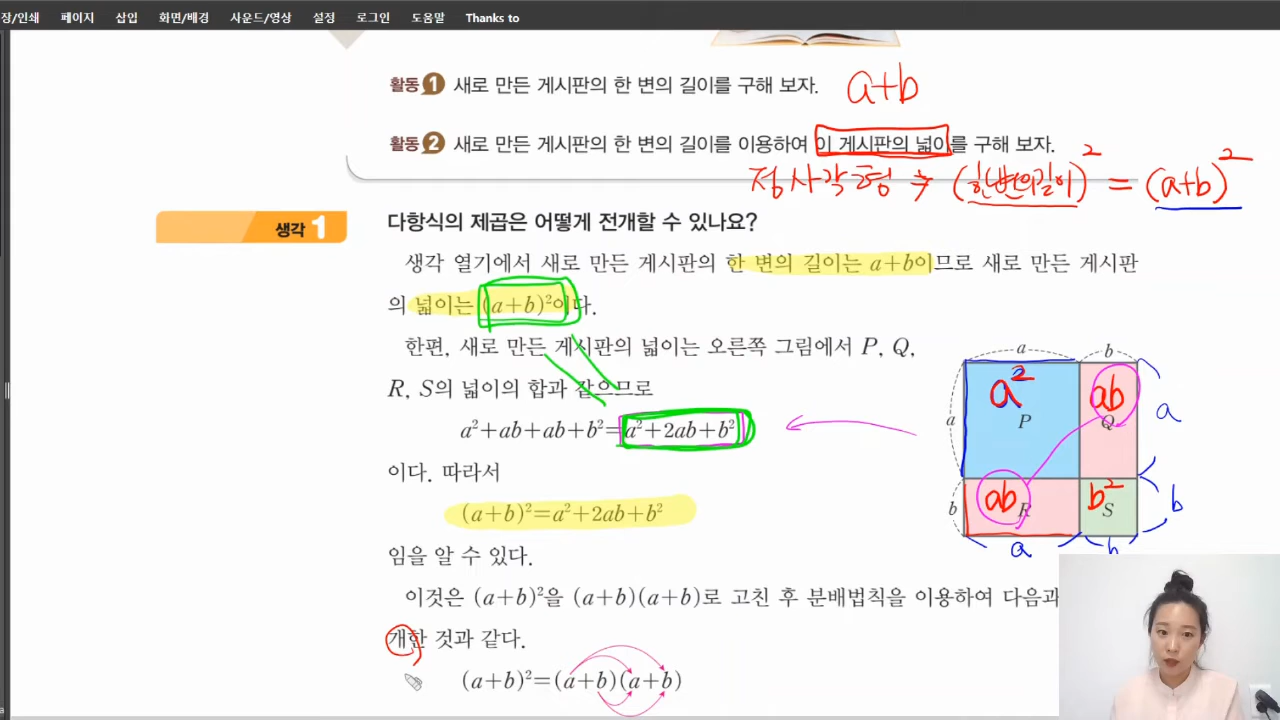 장/인쇄 페이지 삽입 화면/배경 사운드/영상 설정 로그인 도움말 Thanks to
활동 1 새로 만든 게시판의 한 변의 길이를 구해 보자. a+b
활동 2 새로 만든 게시판의 한 변의 길이를 이용하여 이 게시판의 넓이를 구해 보자.
정사각형 ⇒ (한 변의 길이)² = (a+b)²
생각 1 다항식의 제곱은 어떻게 전개할 수 있나요?
생각 열기에서 새로 만든 게시판의 한 변의 길이는 a+b이므로 새로 만든 게시판
의 넓이는 (a+b)²이다.
한편, 새로 만든 게시판의 넓이는 오른쪽 그림에서 P, Q,
R, S의 넓이의 합과 같으므로
a²+ab+ab+b²=a²+2ab+b²
이다. 따라서
(a+b)²=a²+2ab+b²
임을 알 수 있다.
이것은 (a+b)²을 (a+b)(a+b)로 고친 후 분배법칙을 이용하여 다음과
개한 것과 같다.
(a+b)²=(a+b)(a+b)
a b
a a² P ab Q a
b ab R b² S b
a b